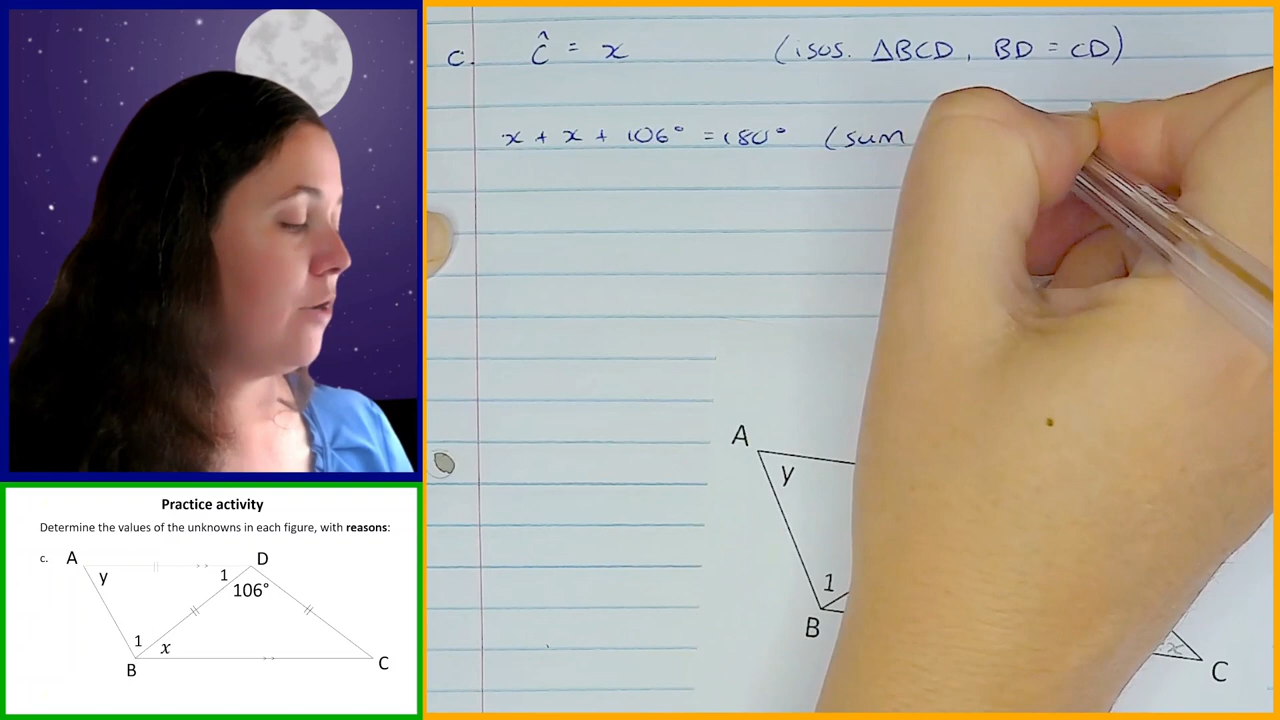 c. Ĉ = x (isos. ΔBCD, BD = CD)
x + x + 106° = 180° (sum
A
y
1
B
x
C
Practice activity
Determine the values of the unknowns in each figure, with reasons:
c. A D
y 1
106°
1 x
B C